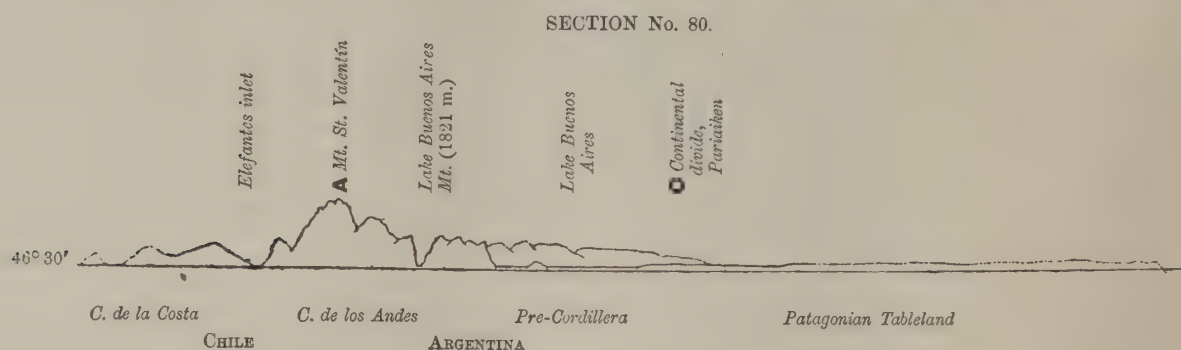 SECTION No. 80.
Elefantes inlet
A Mt. St. Valentín
Lake Buenos Aires
Mt. (1821 m.)
Lake Buenos
Aires
Continental
divide,
Pariaiken
46° 30'
C. de la Costa
C. de los Andes
Pre-Cordillera
Patagonian Tableland
CHILE
ARGENTINA